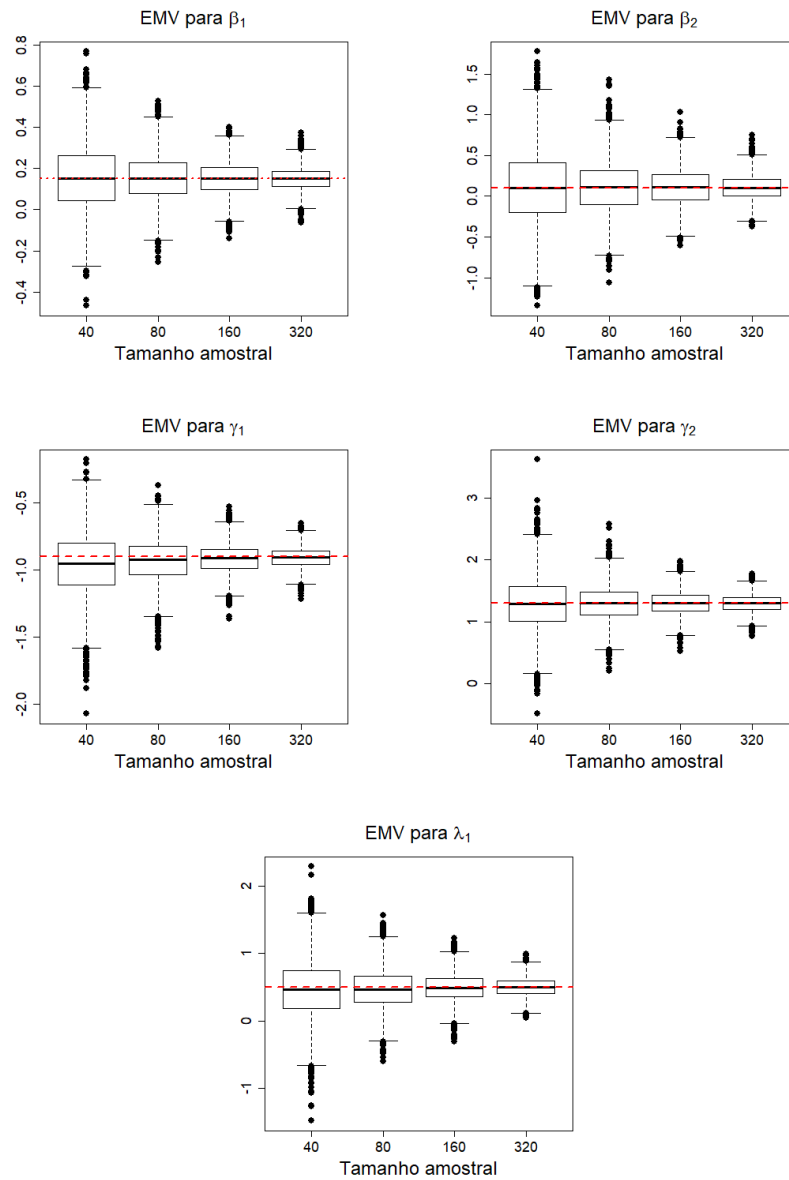 EMV para β₁
0.8
0.6
0.4
0.2
0.0
-0.2
-0.4
40 80 160 320
Tamanho amostral
EMV para β₂
1.5
1.0
0.5
0.0
-0.5
-1.0
40 80 160 320
Tamanho amostral
EMV para γ₁
-0.5
-1.0
-1.5
-2.0
40 80 160 320
Tamanho amostral
EMV para γ₂
3
2
1
0
40 80 160 320
Tamanho amostral
EMV para λ₁
2
1
0
-1
40 80 160 320
Tamanho amostral